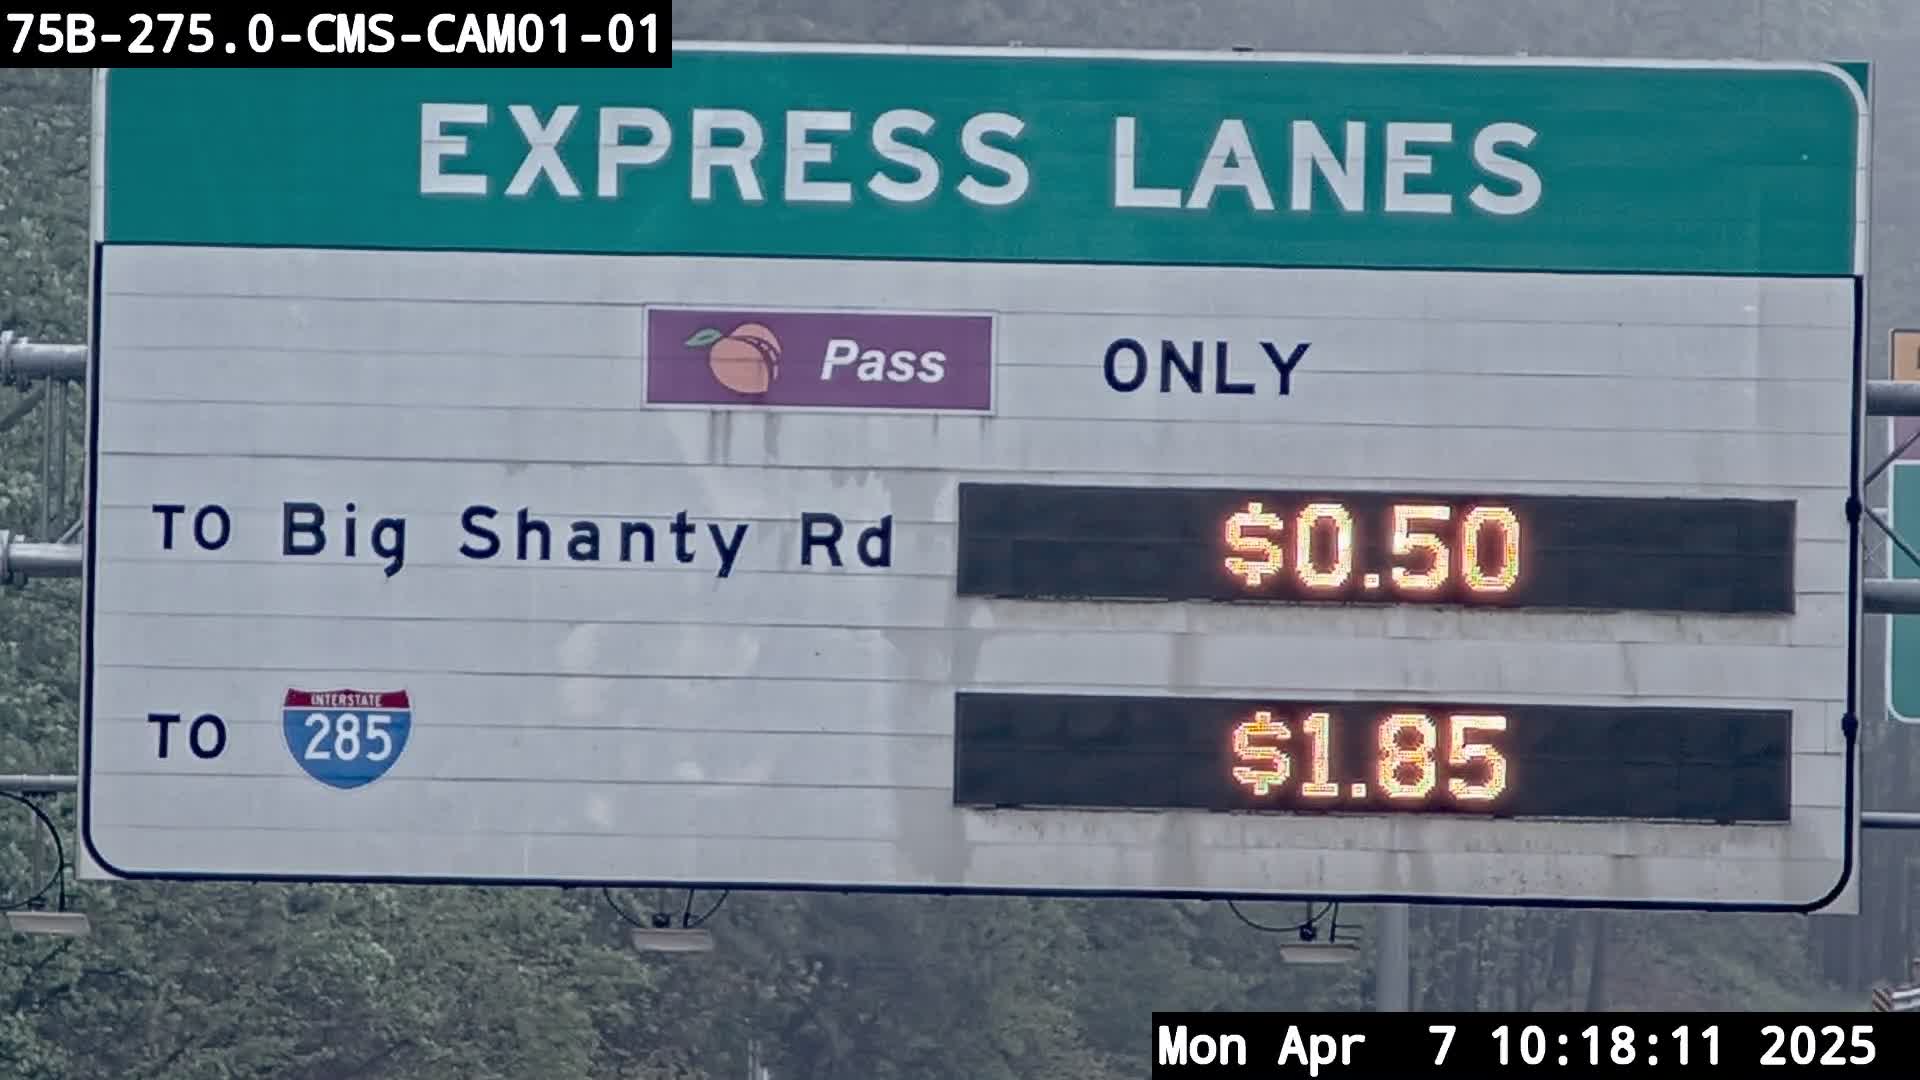 75B-275.0-CMS-CAM01-01
EXPRESS LANES
Pass ONLY
TO Big Shanty Rd $0.50
INTERSTATE
TO 285 $1.85
Mon Apr 7 10:18:11 2025